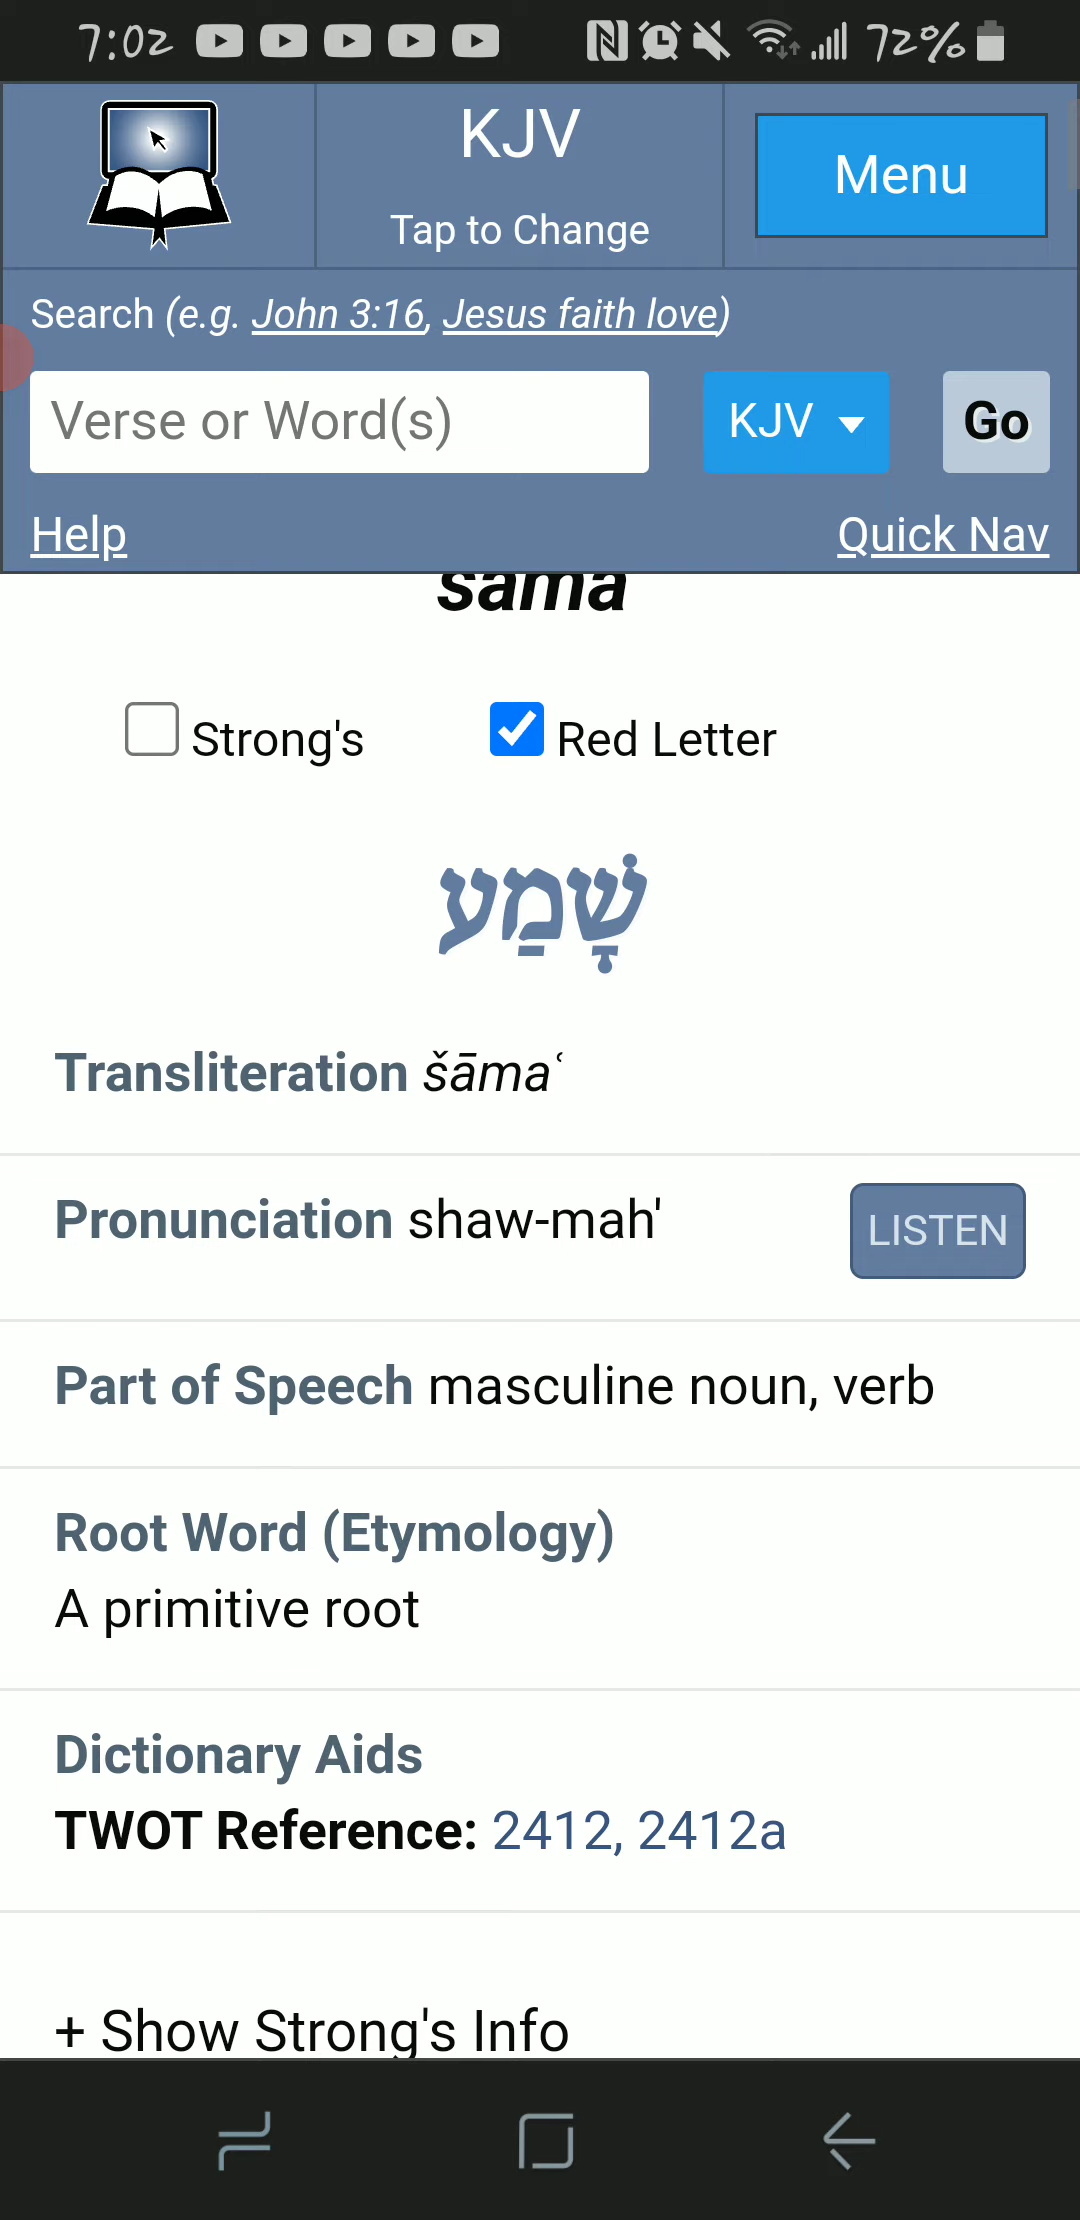 7:02 72%
KJV
Tap to Change
Menu
Search (e.g. John 3:16, Jesus faith love)
Verse or Word(s)
KJV
Go
Help
Quick Nav
šāmaʿ
Strong's
Red Letter
שָׁמַע
Transliteration šāmaʿ
Pronunciation shaw-mah'
LISTEN
Part of Speech masculine noun, verb
Root Word (Etymology)
A primitive root
Dictionary Aids
TWOT Reference: 2412, 2412a
+ Show Strong's Info